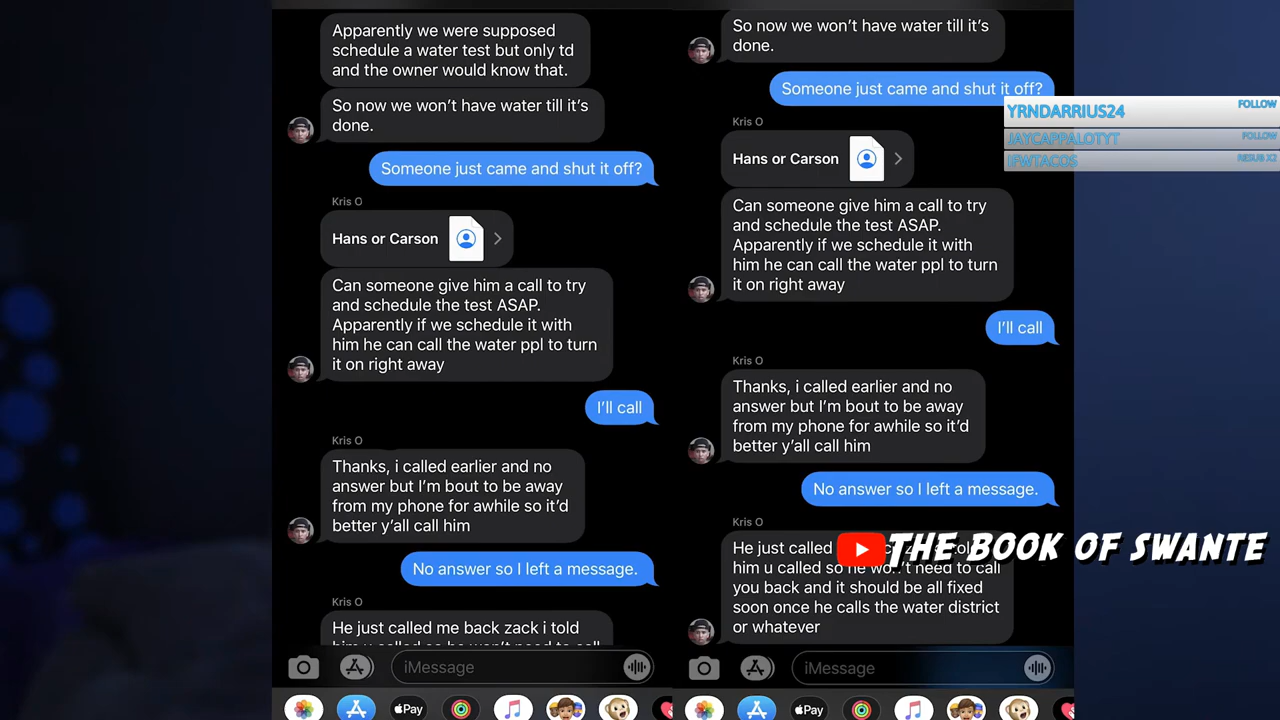 Apparently we were supposed
schedule a water test but only td
and the owner would know that.
So now we won't have water till it's
done.
Someone just came and shut it off?
Kris O
Hans or Carson
Can someone give him a call to try
and schedule the test ASAP.
Apparently if we schedule it with
him he can call the water ppl to turn
it on right away
I'll call
Kris O
Thanks, i called earlier and no
answer but I'm bout to be away
from my phone for awhile so it'd
better y'all call him
No answer so I left a message.
Kris O
He just called me back zack i told
iMessage
Pay
So now we won't have water till it's
done.
Someone just came and shut it off?
Kris O
Hans or Carson
Can someone give him a call to try
and schedule the test ASAP.
Apparently if we schedule it with
him he can call the water ppl to turn
it on right away
I'll call
Kris O
Thanks, i called earlier and no
answer but I'm bout to be away
from my phone for awhile so it'd
better y'all call him
No answer so I left a message.
Kris O
He just called
him u called so he need to call
you back and it should be all fixed
soon once he calls the water district
or whatever
iMessage
Pay
YRNDARRIUS24 FOLLOW
JAYCAPPALOTYT FOLLOW
IFWTACOS RESUB X2
THE BOOK OF SWANTE